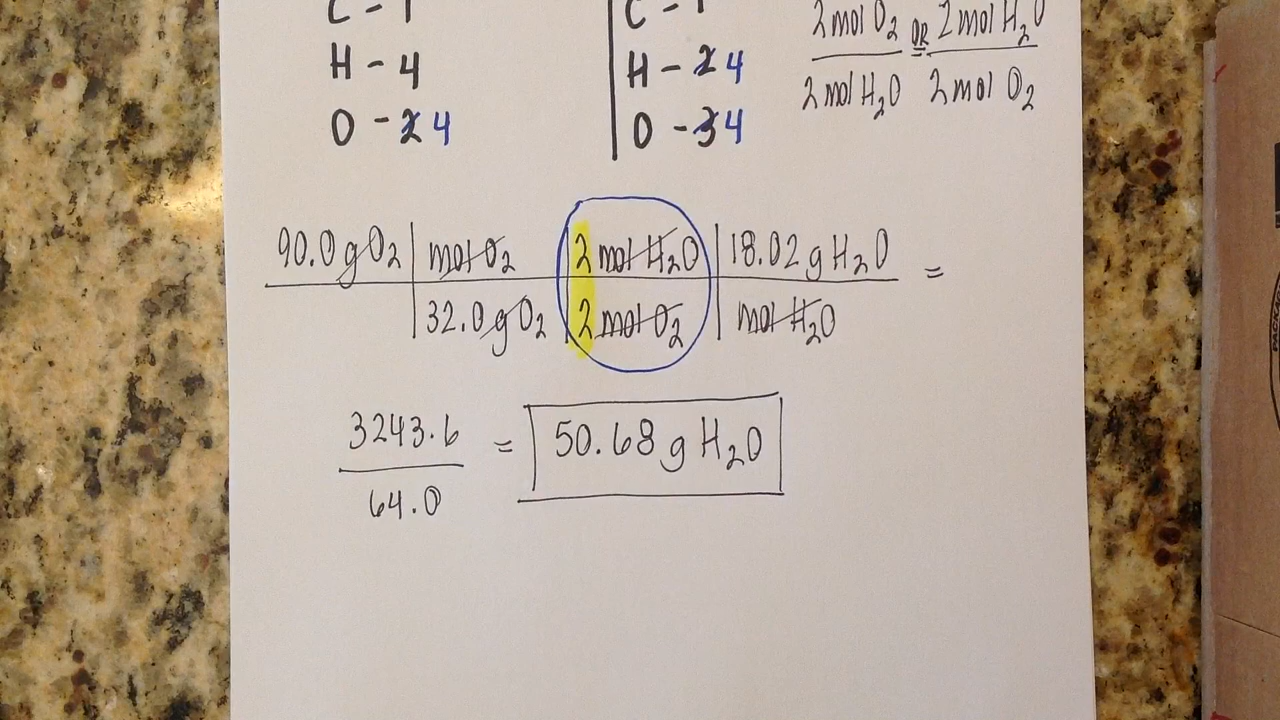 C - 1
H - 4
O - 2 4
C - 1
H - 2 4
O - 3 4
2 mol O₂ OR 2 mol H₂O
2 mol H₂O 2 mol O₂
90.0 g O₂ | mol O₂ | 2 mol H₂O | 18.02 g H₂O =
32.0 g O₂ | 2 mol O₂ | mol H₂O
3243.6 = 50.68 g H₂O
64.0